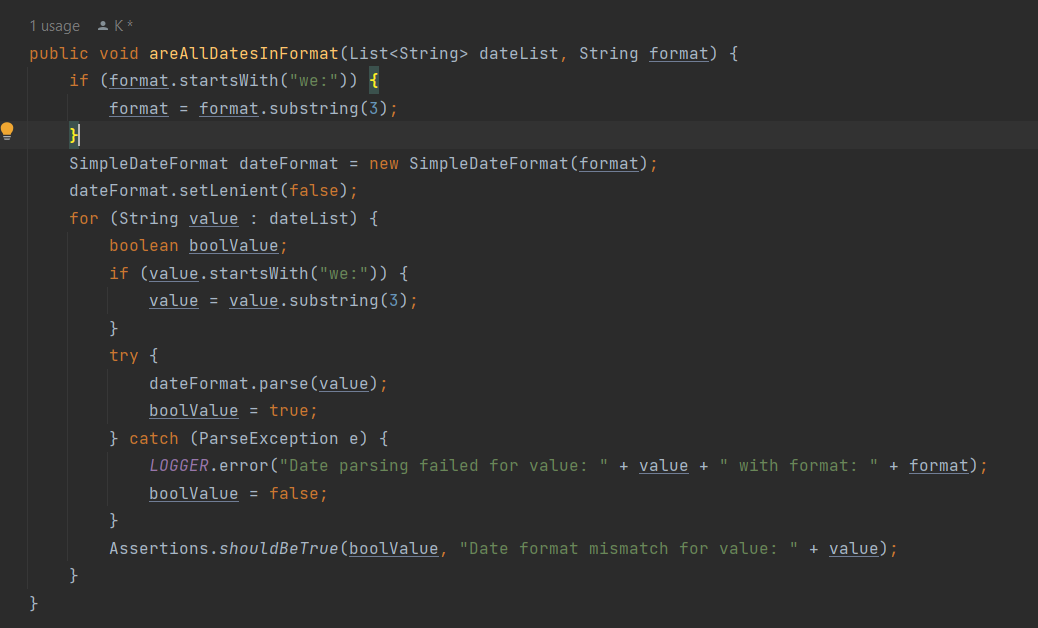 1 usage K *
public void areAllDatesInFormat(List<String> dateList, String format) {
    if (format.startsWith("we:")) {
        format = format.substring(3);
    }
    SimpleDateFormat dateFormat = new SimpleDateFormat(format);
    dateFormat.setLenient(false);
    for (String value : dateList) {
        boolean boolValue;
        if (value.startsWith("we:")) {
            value = value.substring(3);
        }
        try {
            dateFormat.parse(value);
            boolValue = true;
        } catch (ParseException e) {
            LOGGER.error("Date parsing failed for value: " + value + " with format: " + format);
            boolValue = false;
        }
        Assertions.shouldBeTrue(boolValue, "Date format mismatch for value: " + value);
    }
}